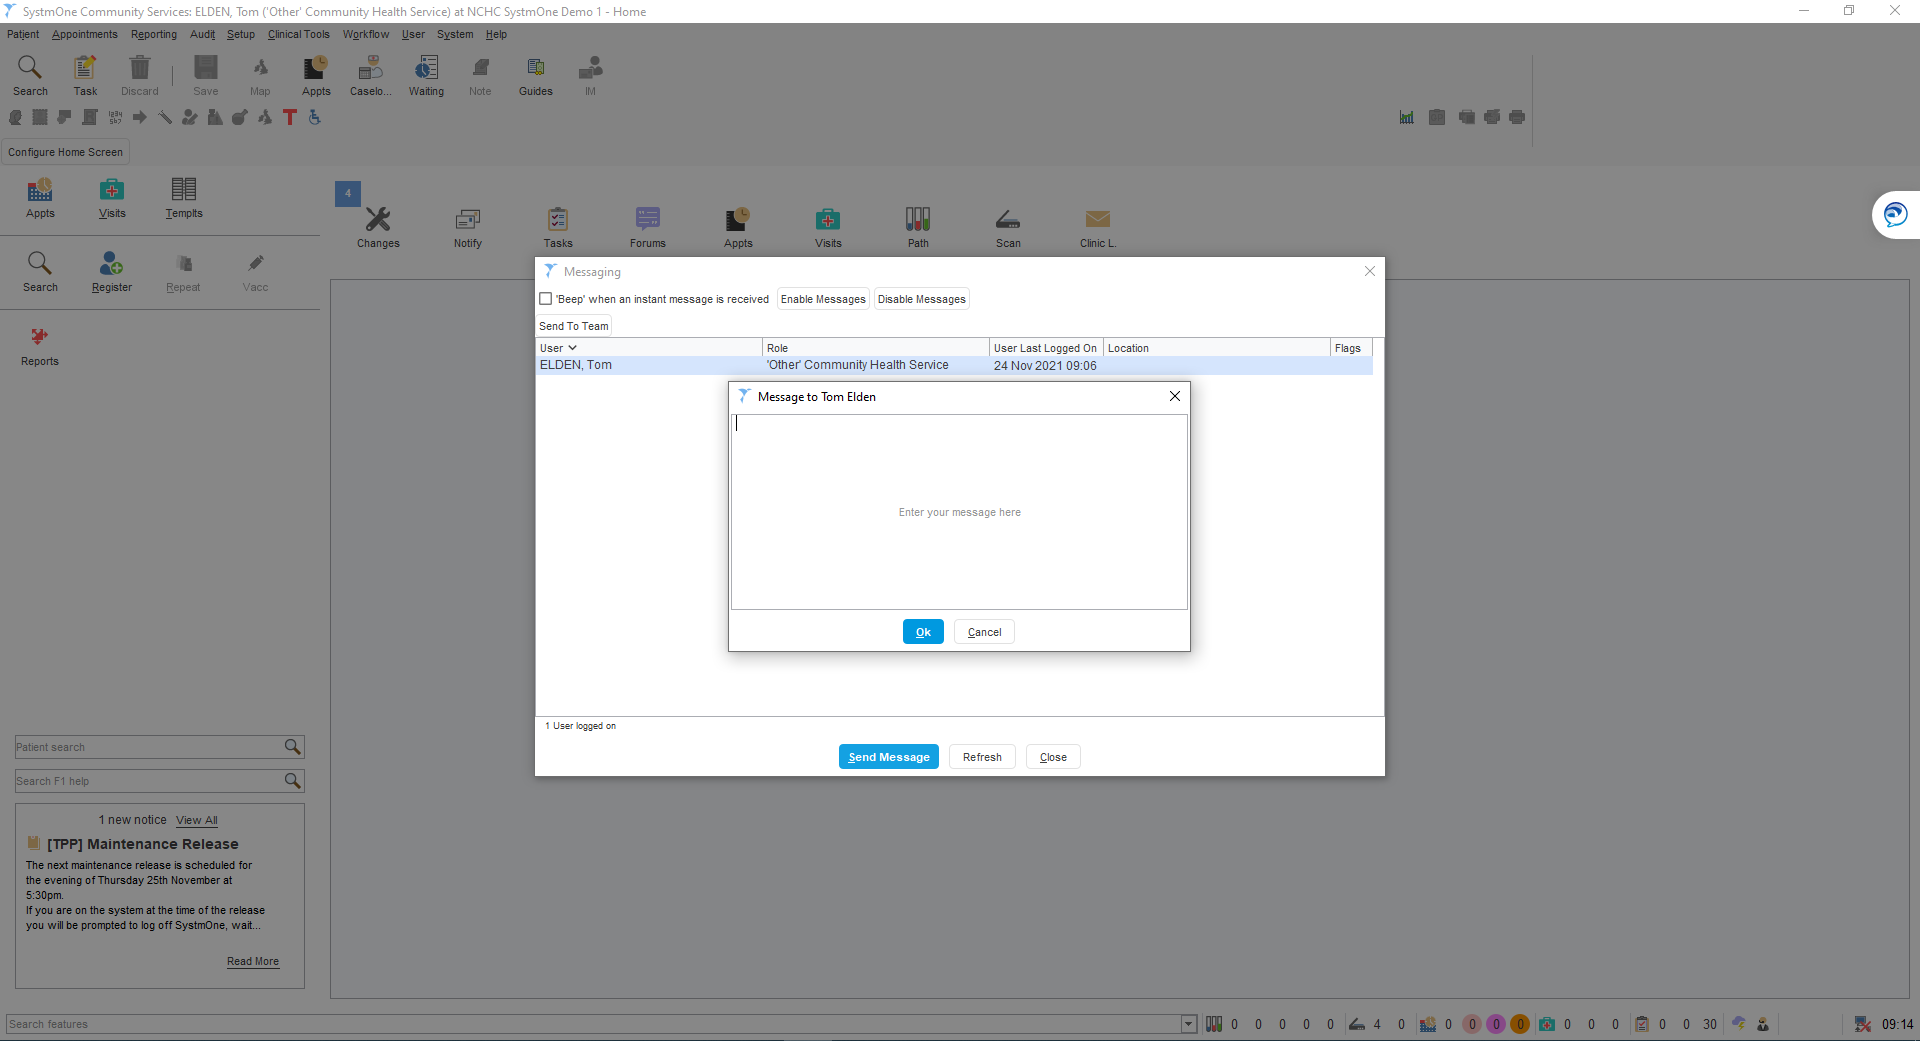 SystmOne Community Services: ELDEN, Tom ('Other' Community Health Service) at NCHC SystmOne Demo 1 - Home
Patient Appointments Reporting Audit Setup Clinical Tools Workflow User System Help
Search Task Discard Save Map Appts Caselo... Waiting Note Guides IM
Configure Home Screen
Appts Visits Templts
4
Changes Notify Tasks Forums Appts Visits Path Scan Clinic L.
Search Register Repeat Vacc
Reports
Messaging
'Beep' when an instant message is received Enable Messages Disable Messages
Send To Team
User Role User Last Logged On Location Flags
ELDEN, Tom 'Other' Community Health Service 24 Nov 2021 09:06
Message to Tom Elden
Enter your message here
Ok Cancel
1 User logged on
Send Message Refresh Close
Patient search
Search F1 help
1 new notice View All
[TPP] Maintenance Release
The next maintenance release is scheduled for
the evening of Thursday 25th November at
5:30pm.
If you are on the system at the time of the release
you will be prompted to log off SystmOne, wait...
Read More
Search features 0 0 0 0 0 4 0 0 0 0 0 0 0 0 0 0 30 09:14